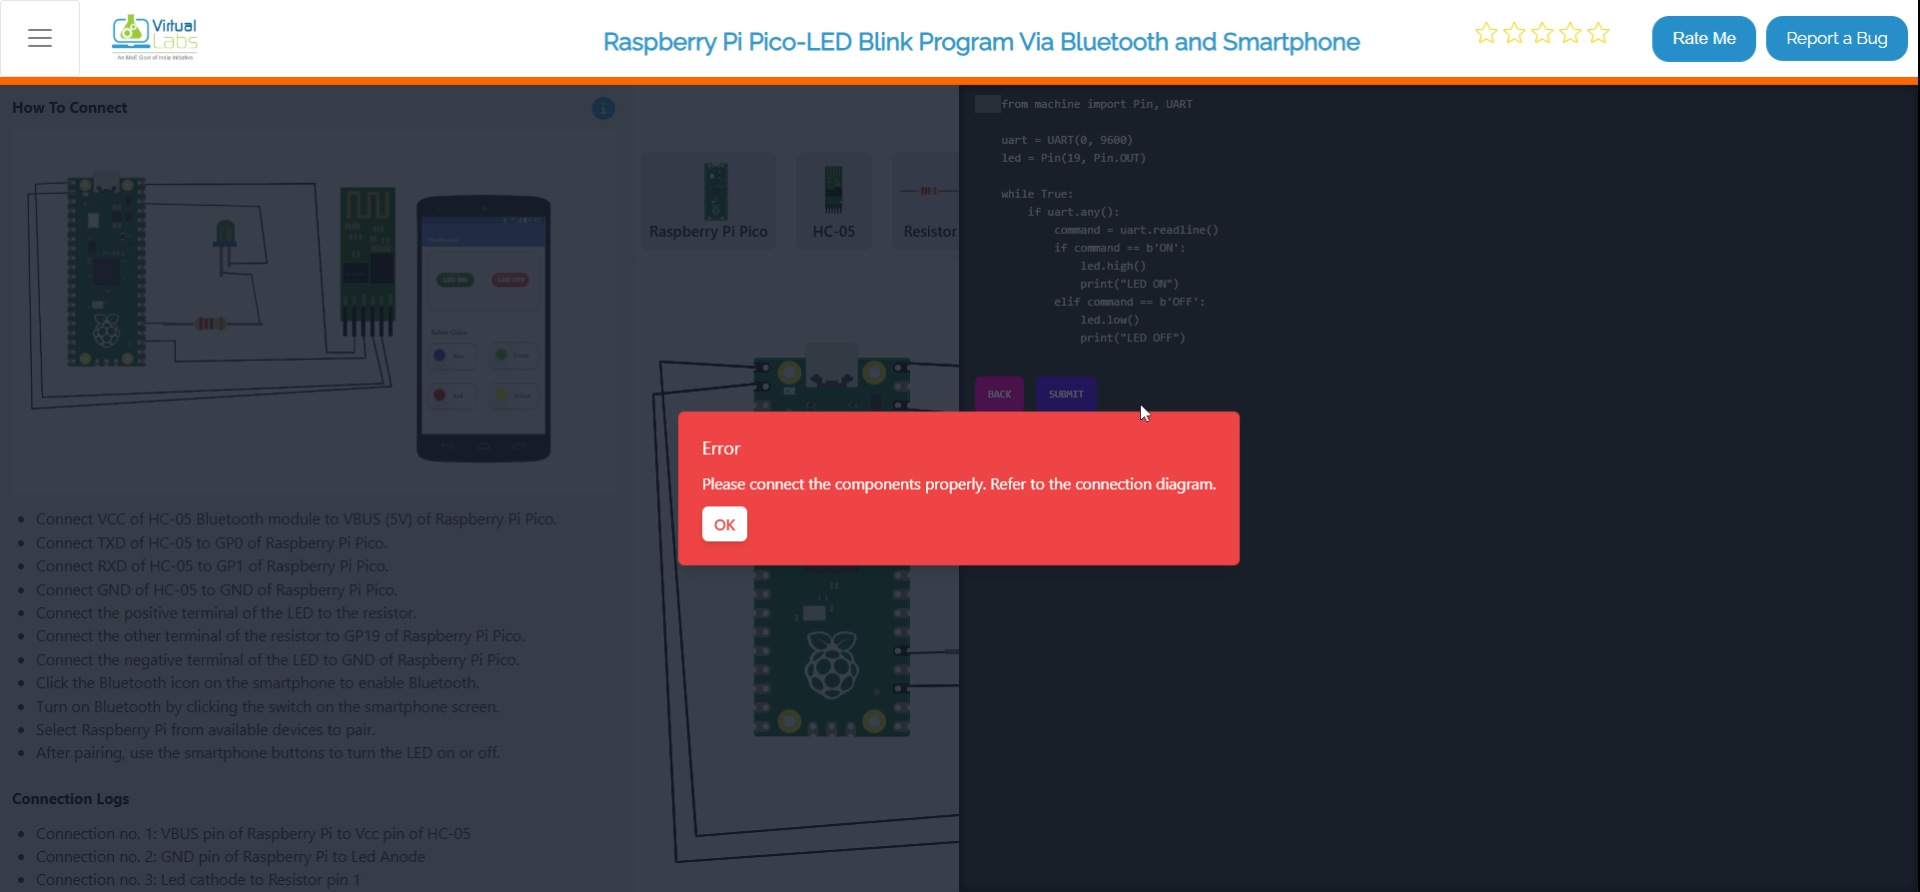 Virtual
Labs
An MoE Govt of India Initiative
Raspberry Pi Pico-LED Blink Program Via Bluetooth and Smartphone
Rate Me
Report a Bug
How To Connect
i
LED ON
LED OFF
Select Color
Raspberry Pi Pico
HC-05
Resistor
Connect VCC of HC-05 Bluetooth module to VBUS (5V) of Raspberry Pi Pico.
Connect TXD of HC-05 to GP0 of Raspberry Pi Pico.
Connect RXD of HC-05 to GP1 of Raspberry Pi Pico.
Connect GND of HC-05 to GND of Raspberry Pi Pico.
Connect the positive terminal of the LED to the resistor.
Connect the other terminal of the resistor to GP19 of Raspberry Pi Pico.
Connect the negative terminal of the LED to GND of Raspberry Pi Pico.
Click the Bluetooth icon on the smartphone to enable Bluetooth.
Turn on Bluetooth by clicking the switch on the smartphone screen.
Select Raspberry Pi from available devices to pair.
After pairing, use the smartphone buttons to turn the LED on or off.
Connection Logs
Connection no. 1: VBUS pin of Raspberry Pi to Vcc pin of HC-05
Connection no. 2: GND pin of Raspberry Pi to Led Anode
Connection no. 3: Led cathode to Resistor pin 1
from machine import Pin, UART
uart = UART(0, 9600)
led = Pin(19, Pin.OUT)
while True:
if uart.any():
command = uart.readline()
if command == b'ON':
led.high()
print("LED ON")
elif command == b'OFF':
led.low()
print("LED OFF")
BACK
SUBMIT
Error
Please connect the components properly. Refer to the connection diagram.
OK